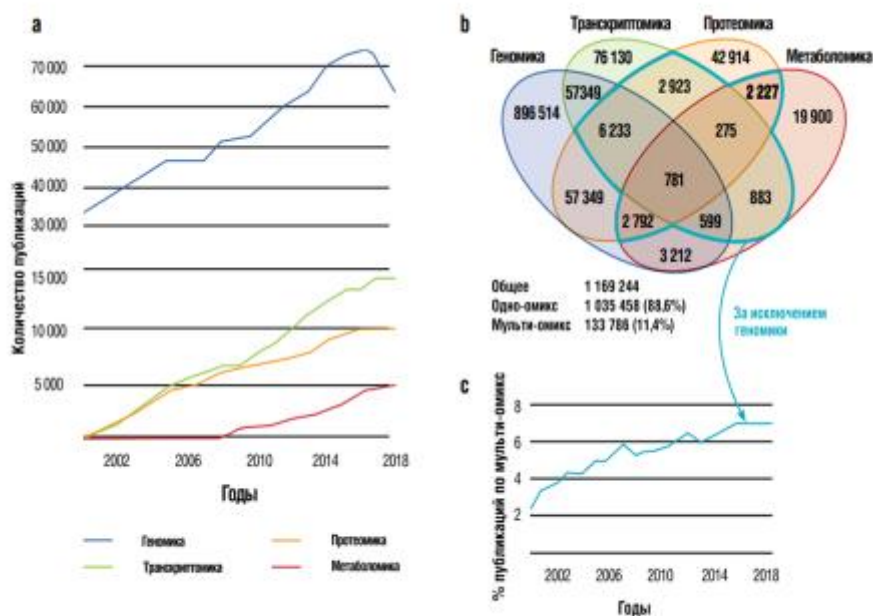 a
Количество публикаций
70 000
60 000
50 000
40 000
30 000
15 000
10 000
5 000
2002 2006 2010 2014 2018
Годы
Геномика
Транскриптомика
Протеомика
Метаболомика
b
Транскриптомика
Протеомика
Геномика
Метаболомика
76 130
42 914
57349
2 923
2 227
896 514
19 900
6 233
275
781
57 349
883
2 792
599
3 212
Общее 1 169 244
Одно-омикс 1 035 458 (88,6%)
Мульти-омикс 133 786 (11,4%)
За исключением
геномики
c
% публикаций по мульти-омикс
8
6
4
2
2002 2006 2010 2014 2018
Годы